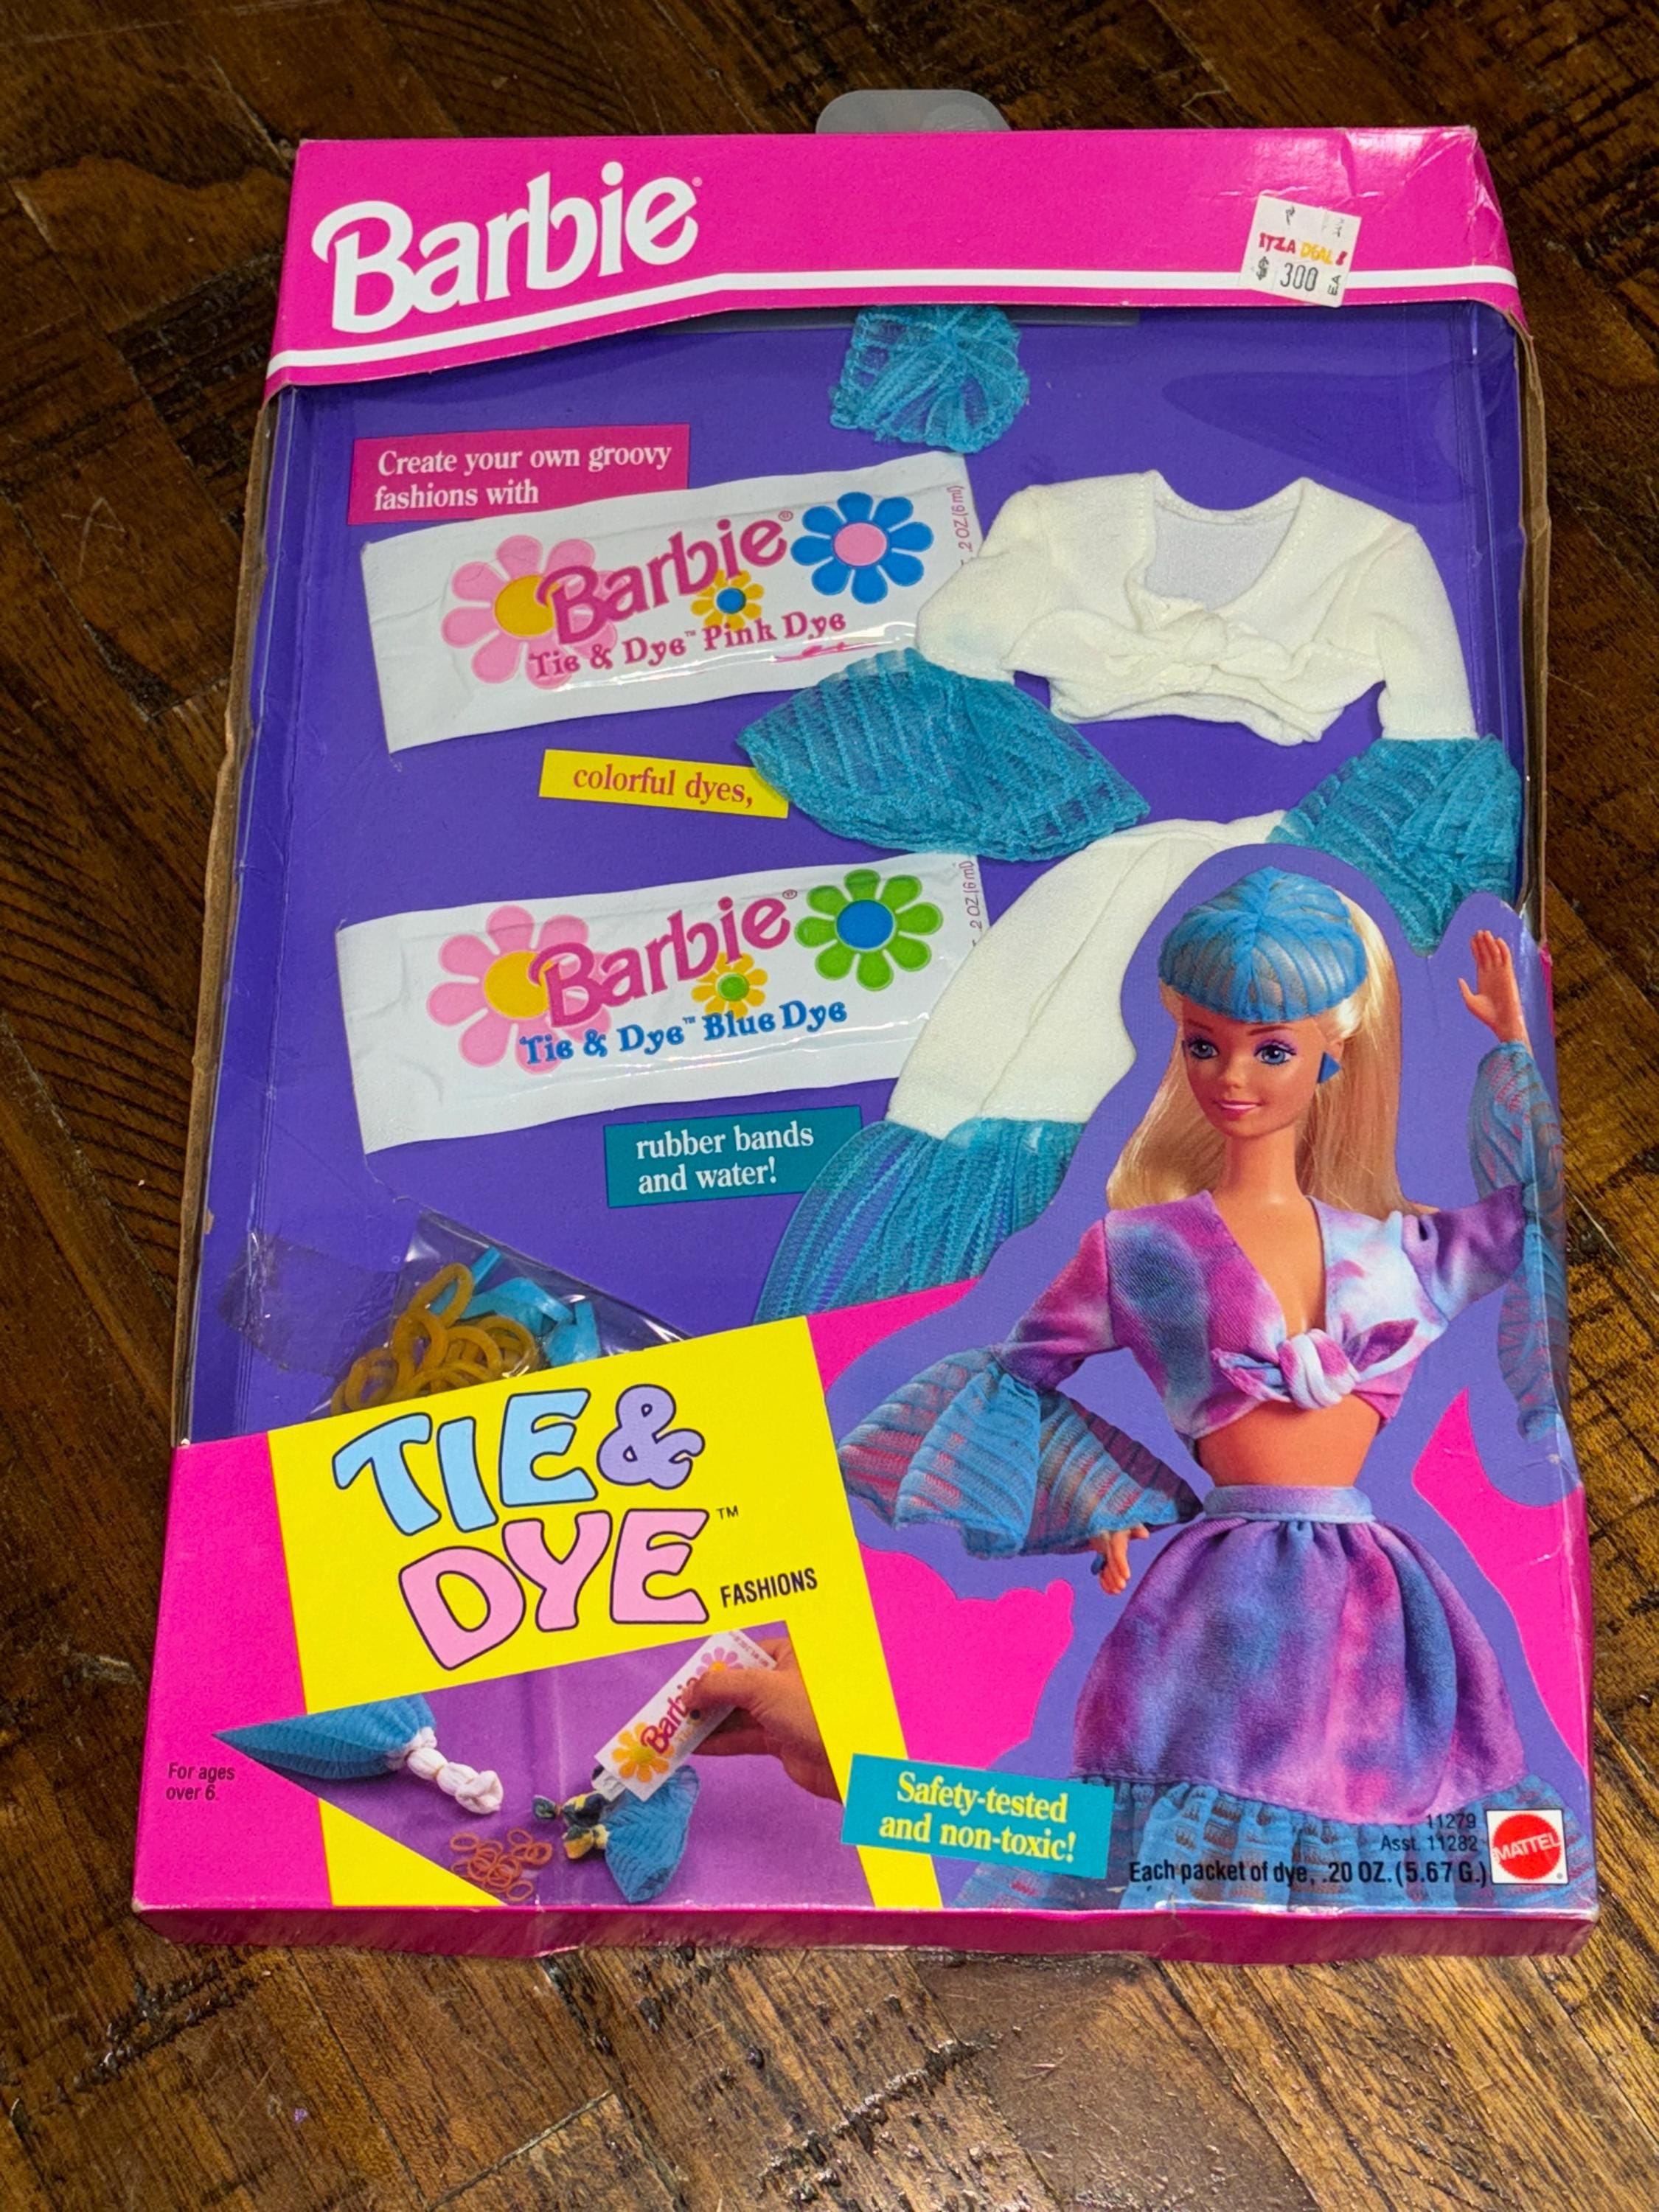 Barbie®
ITZA DEAL!
$ 300 EA
Create your own groovy
fashions with
Barbie®
Tie & Dye™ Pink Dye
.2 OZ.(6 ml)
colorful dyes,
Barbie®
Tie & Dye™ Blue Dye
.2 OZ.(6 ml)
rubber bands
and water!
TIE &
DYE™
FASHIONS
Barbie
For ages
over 6.
Safety-tested
and non-toxic!
11279
Asst. 11282
Each packet of dye, .20 OZ. (5.67 G.)
MATTEL®